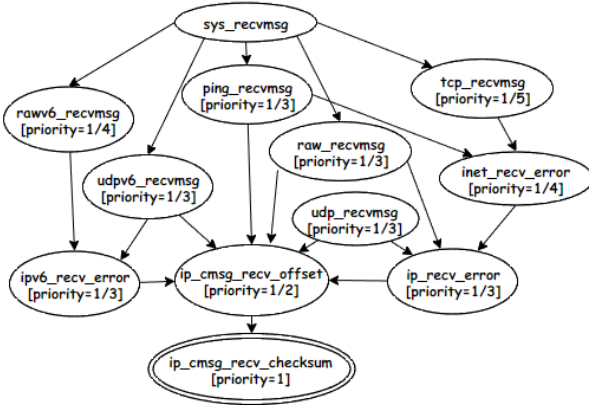 sys_recvmsg
ping_recvmsg
[priority=1/3]
tcp_recvmsg
[priority=1/5]
rawv6_recvmsg
[priority=1/4]
raw_recvmsg
[priority=1/3]
inet_recv_error
[priority=1/4]
udpv6_recvmsg
[priority=1/3]
udp_recvmsg
[priority=1/3]
ipv6_recv_error
[priority=1/3]
ip_cmsg_recv_offset
[priority=1/2]
ip_recv_error
[priority=1/3]
ip_cmsg_recv_checksum
[priority=1]